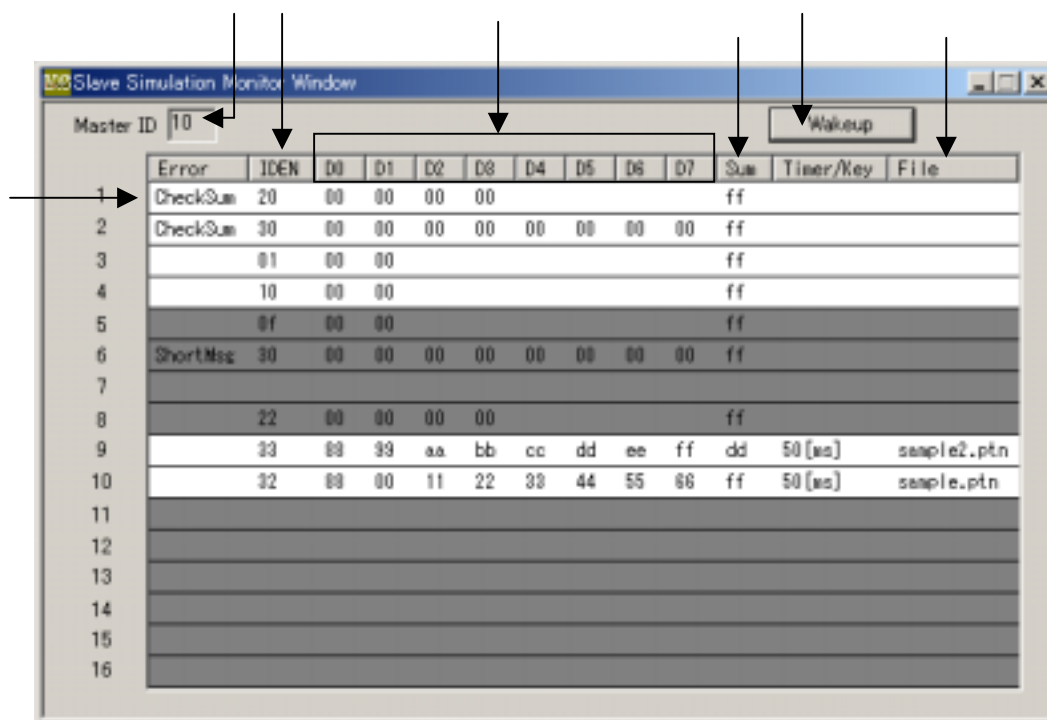 Slave Simulation Monitor Window
Master ID 10 Wakeup
Error IDEN D0 D1 D2 D3 D4 D5 D6 D7 Sum Timer/Key File
1 CheckSum 20 00 00 00 00 ff
2 CheckSum 30 00 00 00 00 00 00 00 00 ff
3 01 00 00 ff
4 10 00 00 ff
5 0f 00 00 ff
6 ShortMsg 30 00 00 00 00 00 00 00 00 ff
7
8 22 00 00 00 00 ff
9 33 88 99 aa bb cc dd ee ff dd 50[ms] sample2.ptn
10 32 88 00 11 22 33 44 55 66 ff 50[ms] sample.ptn
11
12
13
14
15
16